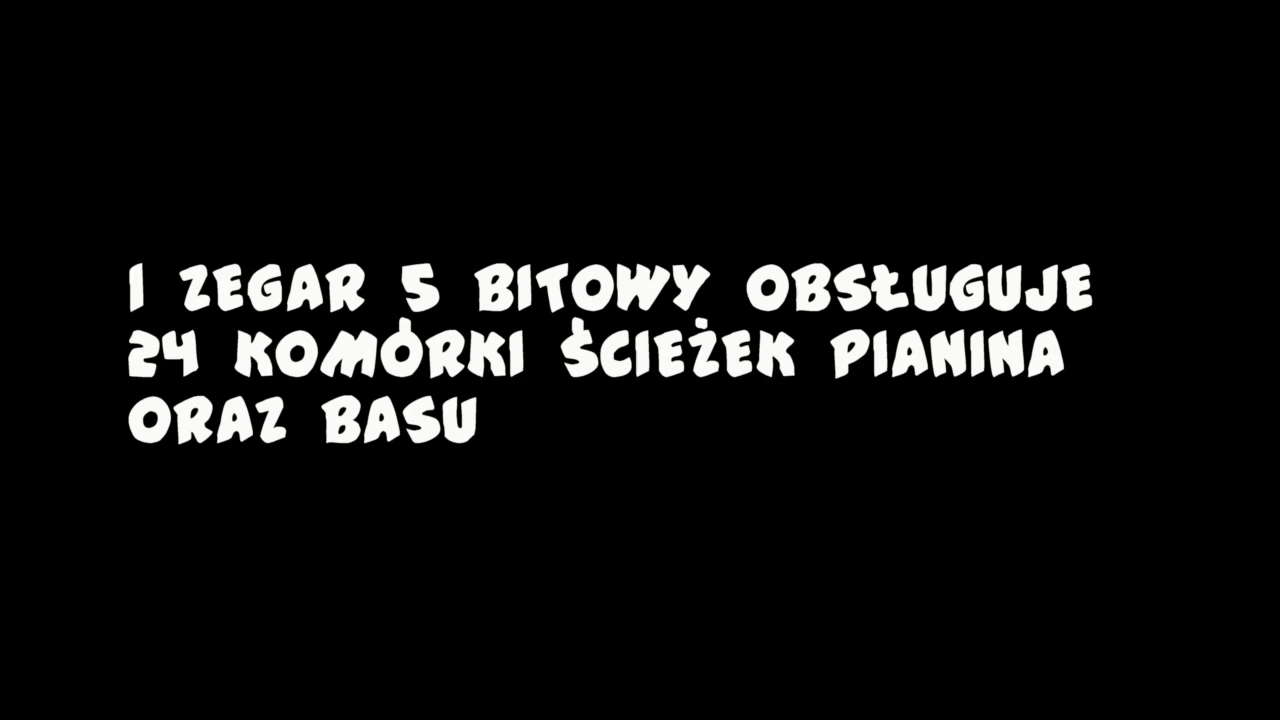 1 ZEGAR 5 BITOWY OBSŁUGUJE
24 KOMÓRKI ŚCIEŻEK PIANINA
ORAZ BASU